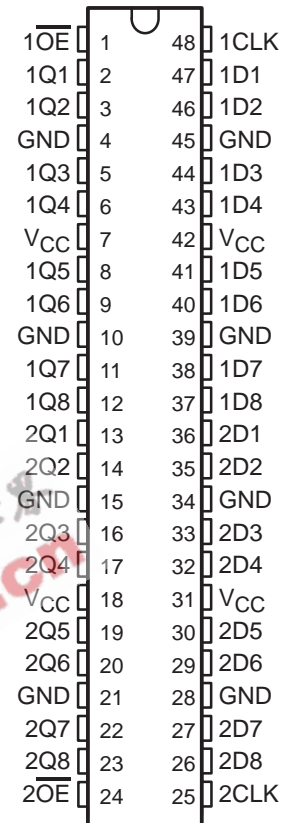 1O̅E̅ 1 48 1CLK
1Q1 2 47 1D1
1Q2 3 46 1D2
GND 4 45 GND
1Q3 5 44 1D3
1Q4 6 43 1D4
VCC 7 42 VCC
1Q5 8 41 1D5
1Q6 9 40 1D6
GND 10 39 GND
1Q7 11 38 1D7
1Q8 12 37 1D8
2Q1 13 36 2D1
2Q2 14 35 2D2
GND 15 34 GND
2Q3 16 33 2D3
2Q4 17 32 2D4
VCC 18 31 VCC
2Q5 19 30 2D5
2Q6 20 29 2D6
GND 21 28 GND
2Q7 22 27 2D7
2Q8 23 26 2D8
2O̅E̅ 24 25 2CLK
.cn